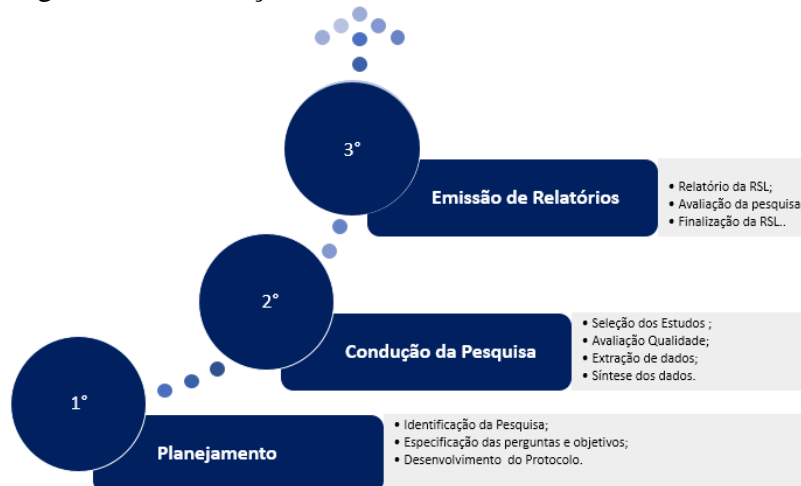 3°
Emissão de Relatórios
• Relatório da RSL;
• Avaliação da pesquisa
• Finalização da RSL..
2°
Condução da Pesquisa
• Seleção dos Estudos ;
• Avaliação Qualidade;
• Extração de dados;
• Síntese dos dados.
1°
Planejamento
• Identificação da Pesquisa;
• Especificação das perguntas e objetivos;
• Desenvolvimento do Protocolo.